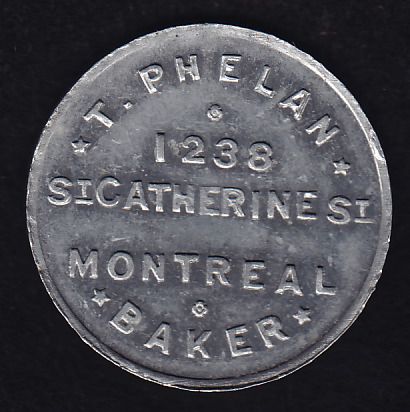 T. PHELAN
1238
ST CATHERINE ST
MONTREAL
BAKER